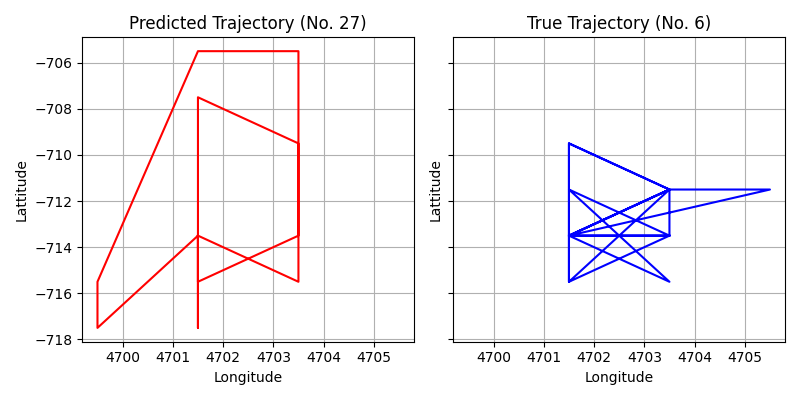 Predicted Trajectory (No. 27)
True Trajectory (No. 6)
−706
−708
−710
−712
−714
−716
−718
Lattitude
Lattitude
4700 4701 4702 4703 4704 4705
4700 4701 4702 4703 4704 4705
Longitude
Longitude